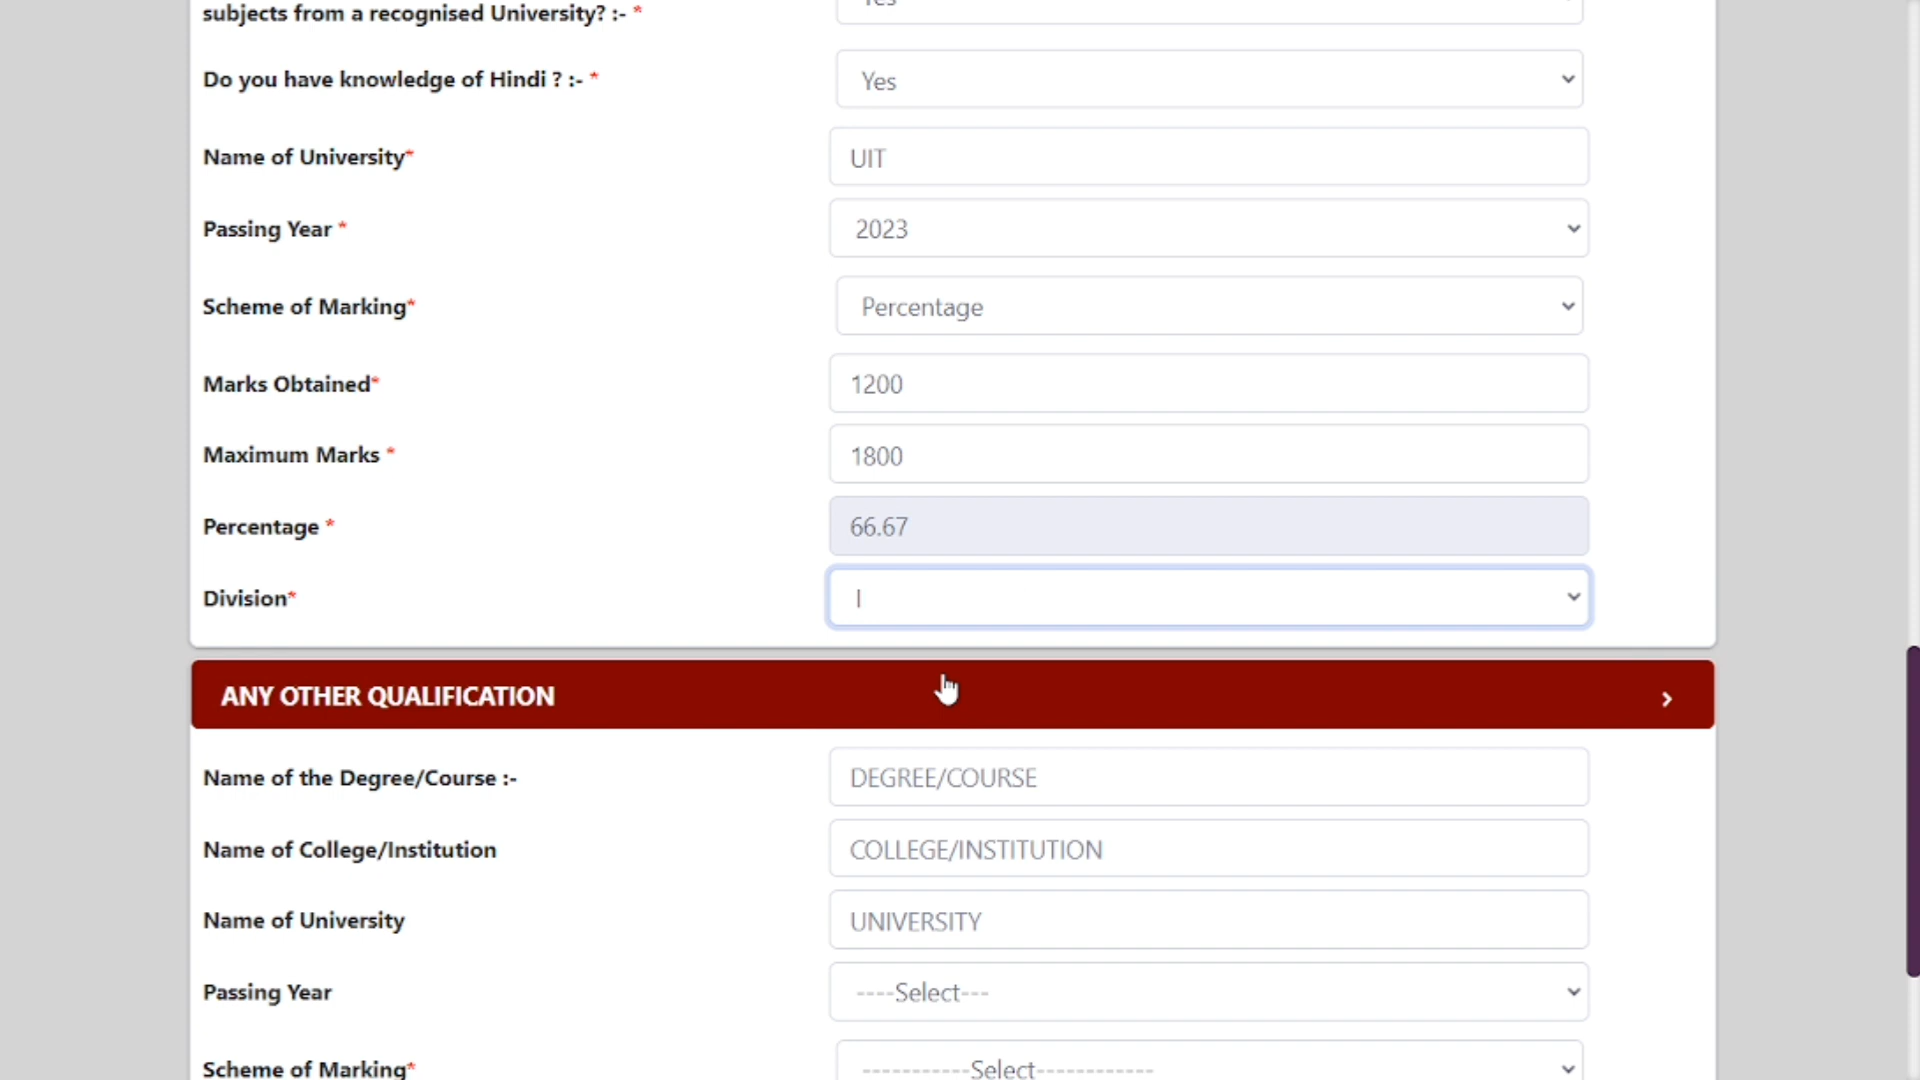 subjects from a recognised University? :- *
Yes
Do you have knowledge of Hindi ? :- *
Yes
Name of University*
UIT
Passing Year *
2023
Scheme of Marking*
Percentage
Marks Obtained*
1200
Maximum Marks *
1800
Percentage *
66.67
Division*
I
ANY OTHER QUALIFICATION
Name of the Degree/Course :-
DEGREE/COURSE
Name of College/Institution
COLLEGE/INSTITUTION
Name of University
UNIVERSITY
Passing Year
----Select---
Scheme of Marking*
-----------Select------------